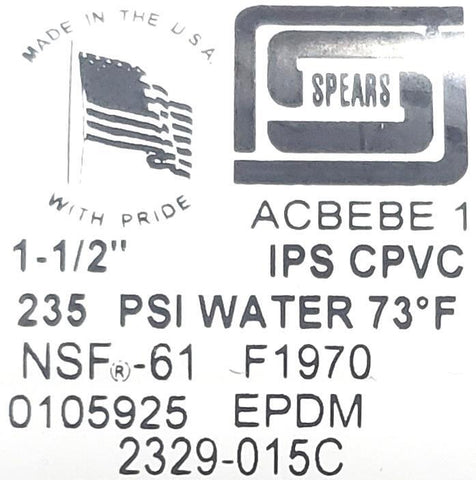 MADE IN THE U.S.A.
WITH PRIDE
SPEARS
ACBEBE 1
1-1/2" IPS CPVC
235 PSI WATER 73°F
NSF®-61 F1970
0105925 EPDM
2329-015C